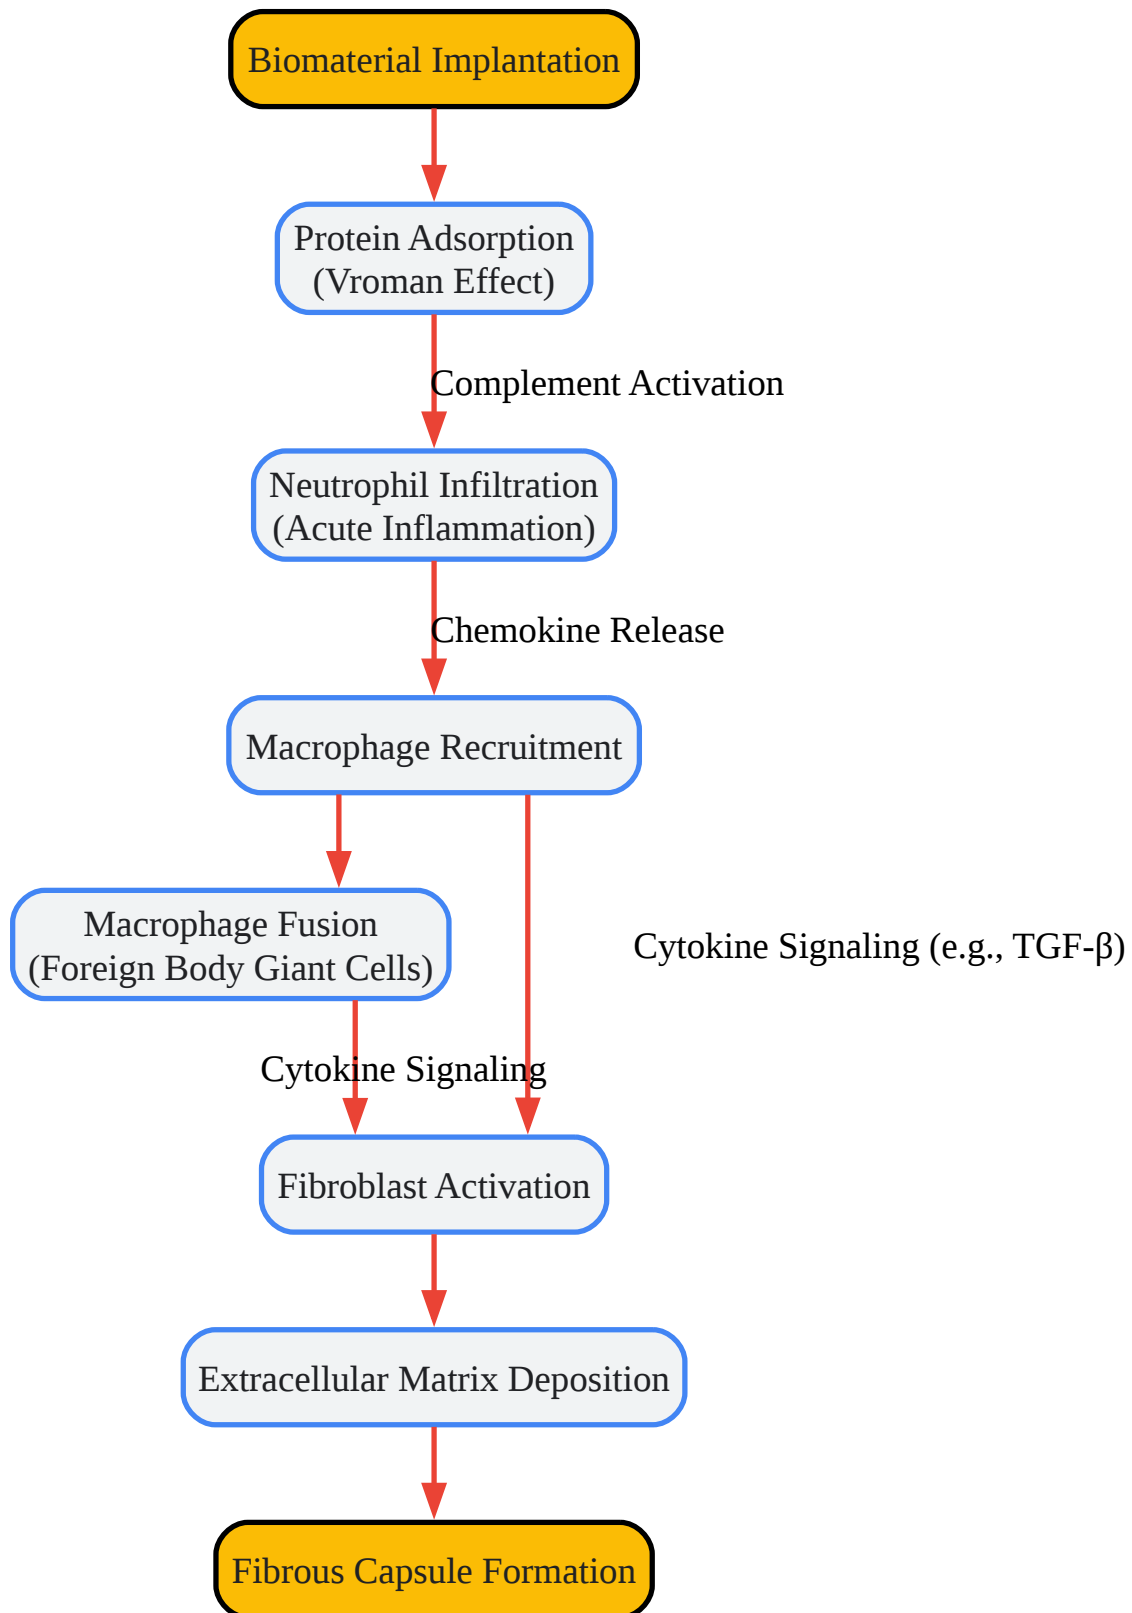 Biomaterial Implantation
Protein Adsorption
(Vroman Effect)
Complement Activation
Neutrophil Infiltration
(Acute Inflammation)
Chemokine Release
Macrophage Recruitment
Macrophage Fusion
(Foreign Body Giant Cells)
Cytokine Signaling (e.g., TGF-β)
Cytokine Signaling
Fibroblast Activation
Extracellular Matrix Deposition
Fibrous Capsule Formation